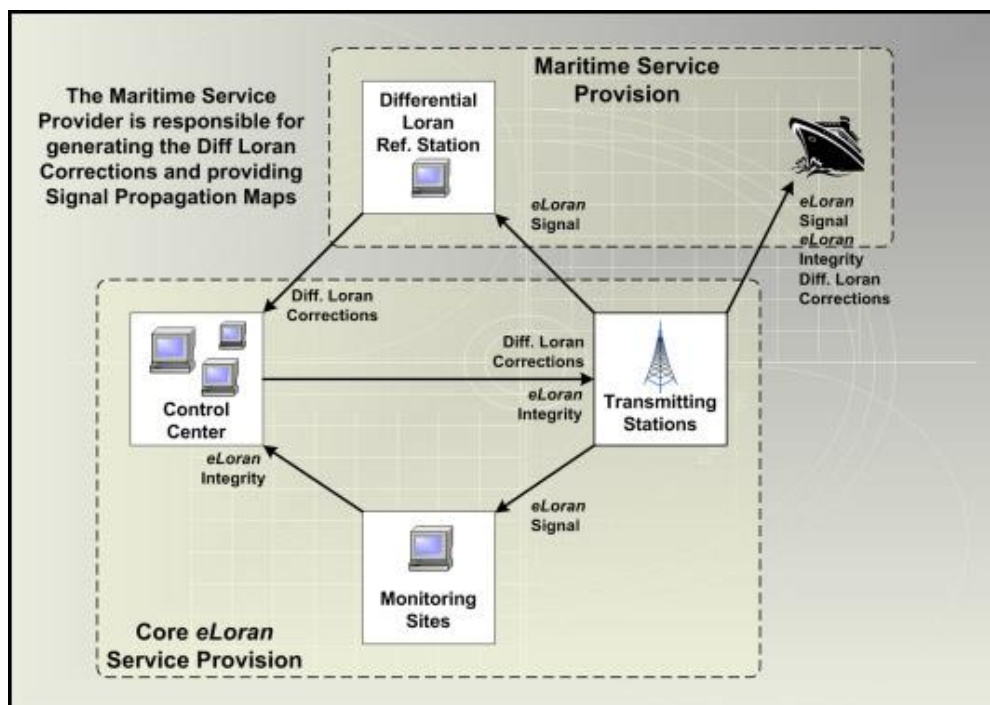 Maritime Service
Provision
The Maritime Service
Provider is responsible for
generating the Diff Loran
Corrections and providing
Signal Propagation Maps
Differential
Loran
Ref. Station
eLoran
Signal
eLoran
Signal
eLoran
Integrity
Diff. Loran
Corrections
Diff. Loran
Corrections
Diff. Loran
Corrections
eLoran
Integrity
Control
Center
Transmitting
Stations
eLoran
Integrity
eLoran
Signal
Monitoring
Sites
Core eLoran
Service Provision